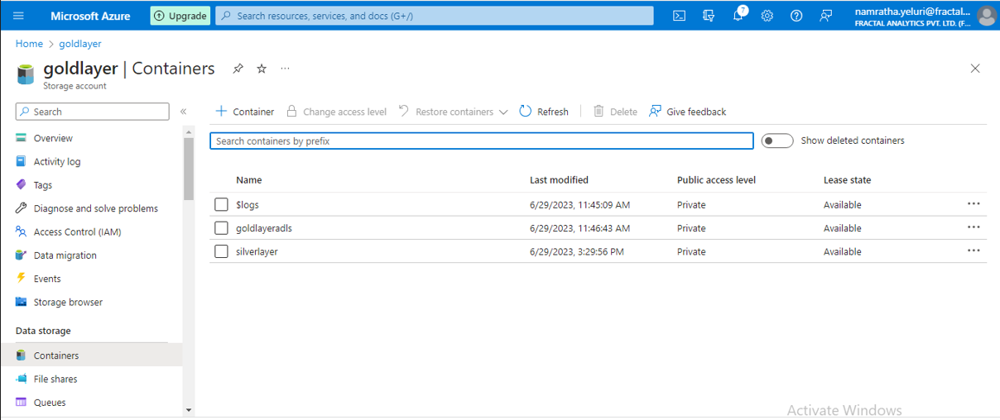 Microsoft Azure
Upgrade
Search resources, services, and docs (G+/)
7
namratha.yeluri@fractal...
FRACTAL ANALYTICS PVT. LTD. (F...
Home > goldlayer
goldlayer | Containers
Storage account
Search
Container
Change access level
Restore containers
Refresh
Delete
Give feedback
Search containers by prefix
Show deleted containers
Overview
Activity log
Tags
Diagnose and solve problems
Access Control (IAM)
Data migration
Events
Storage browser
Data storage
Containers
File shares
Queues
Name Last modified Public access level Lease state
$logs 6/29/2023, 11:45:09 AM Private Available
goldlayeradls 6/29/2023, 11:46:43 AM Private Available
silverlayer 6/29/2023, 3:29:56 PM Private Available
Activate Windows